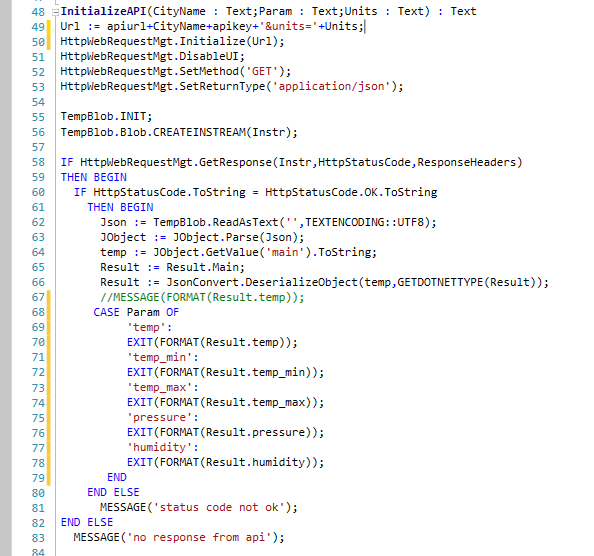 48 InitializeAPI(CityName : Text;Param : Text;Units : Text) : Text
49 Url := apiurl+CityName+apikey+'&units='+Units;
50 HttpWebRequestMgt.Initialize(Url);
51 HttpWebRequestMgt.DisableUI;
52 HttpWebRequestMgt.SetMethod('GET');
53 HttpWebRequestMgt.SetReturnType('application/json');
54
55 TempBlob.INIT;
56 TempBlob.Blob.CREATEINSTREAM(Instr);
57
58 IF HttpWebRequestMgt.GetResponse(Instr,HttpStatusCode,ResponseHeaders)
59 THEN BEGIN
60 IF HttpStatusCode.ToString = HttpStatusCode.OK.ToString
61 THEN BEGIN
62 Json := TempBlob.ReadAsText('',TEXTENCODING::UTF8);
63 JObject := JObject.Parse(Json);
64 temp := JObject.GetValue('main').ToString;
65 Result := Result.Main;
66 Result := JsonConvert.DeserializeObject(temp,GETDOTNETTYPE(Result));
67 //MESSAGE(FORMAT(Result.temp));
68 CASE Param OF
69 'temp':
70 EXIT(FORMAT(Result.temp));
71 'temp_min':
72 EXIT(FORMAT(Result.temp_min));
73 'temp_max':
74 EXIT(FORMAT(Result.temp_max));
75 'pressure':
76 EXIT(FORMAT(Result.pressure));
77 'humidity':
78 EXIT(FORMAT(Result.humidity));
79 END
80 END ELSE
81 MESSAGE('status code not ok');
82 END ELSE
83 MESSAGE('no response from api');
84